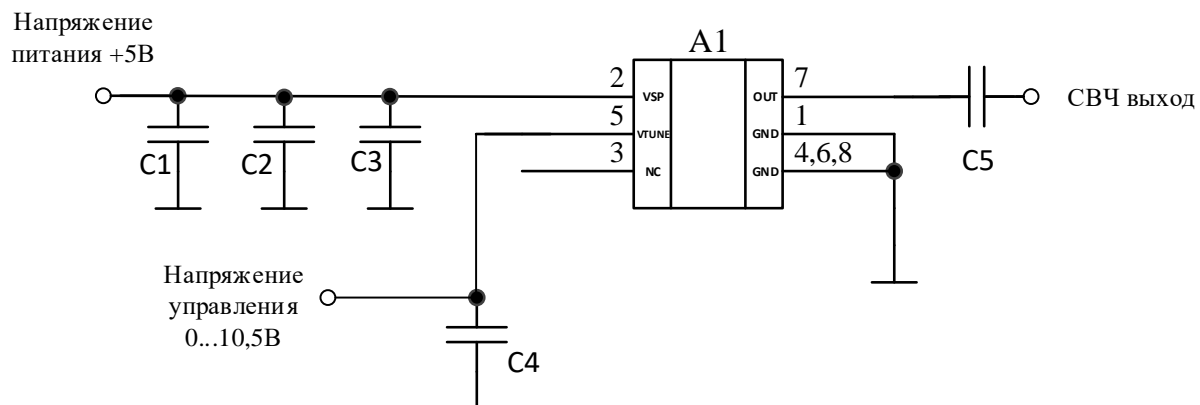 Напряжение
питания +5В
A1
2
VSP
5
VTUNE
3
NC
OUT
7
GND
1
GND
4,6,8
СВЧ выход
C1
C2
C3
C5
Напряжение
управления
0...10,5В
C4